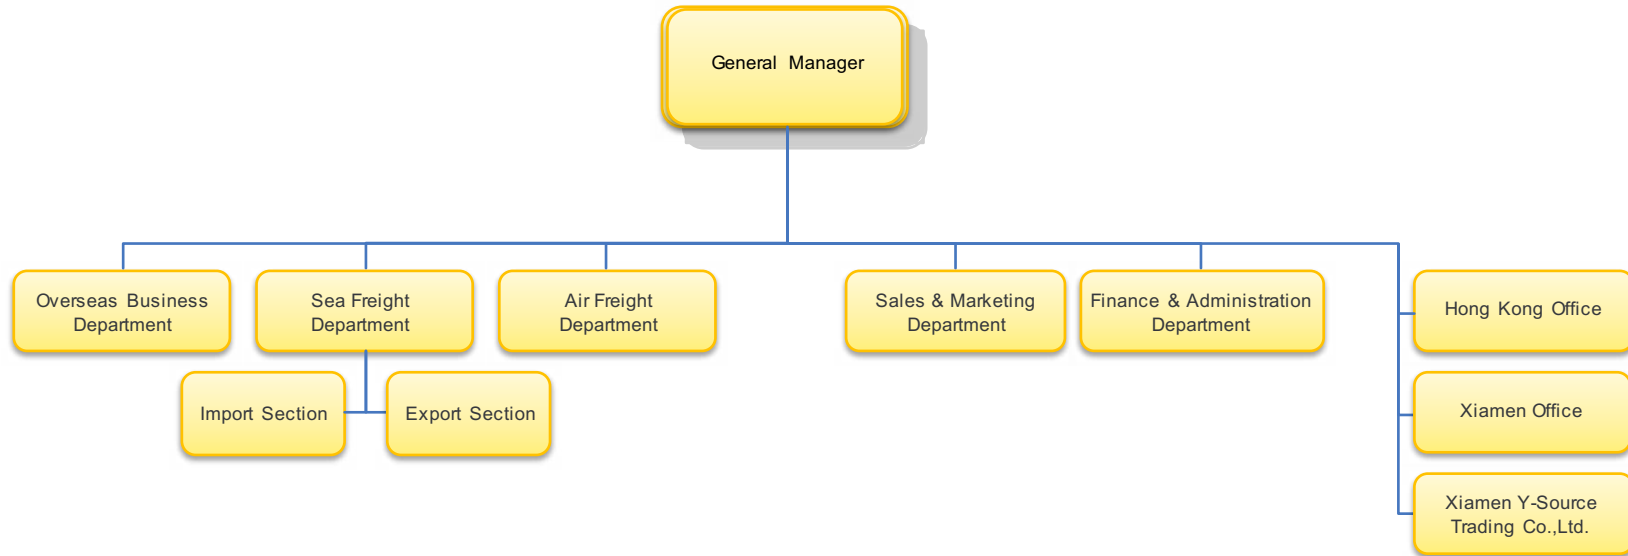 General Manager
Overseas Business
Department
Sea Freight
Department
Air Freight
Department
Sales & Marketing
Department
Finance & Administration
Department
Hong Kong Office
Import Section
Export Section
Xiamen Office
Xiamen Y-Source
Trading Co.,Ltd.